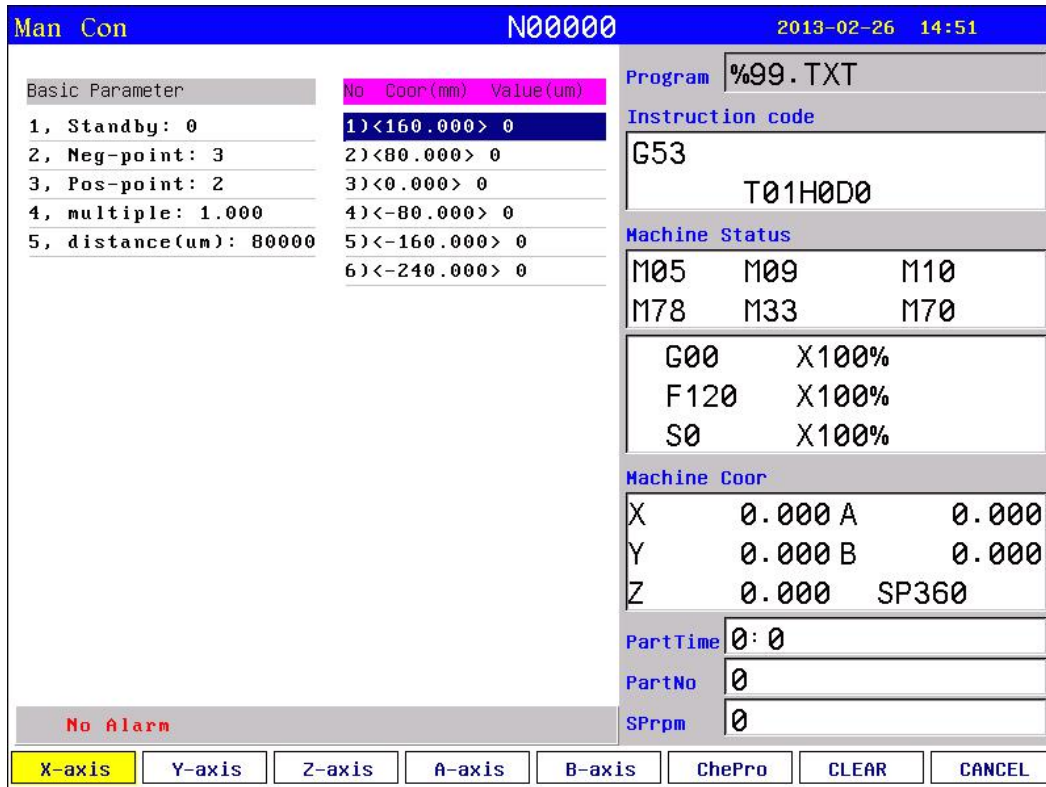 Man Con N00000 2013-02-26 14:51
Basic Parameter
1, Standby: 0
2, Neg-point: 3
3, Pos-point: 2
4, multiple: 1.000
5, distance(um): 80000
No Coor(mm) Value(um)
1)<160.000> 0
2)<80.000> 0
3)<0.000> 0
4)<-80.000> 0
5)<-160.000> 0
6)<-240.000> 0
Program %99.TXT
Instruction code
G53
T01H0D0
Machine Status
M05 M09 M10
M78 M33 M70
G00 X100%
F120 X100%
S0 X100%
Machine Coor
X 0.000 A 0.000
Y 0.000 B 0.000
Z 0.000 SP360
PartTime 0: 0
PartNo 0
SPrpm 0
No Alarm
X-axis Y-axis Z-axis A-axis B-axis ChePro CLEAR CANCEL